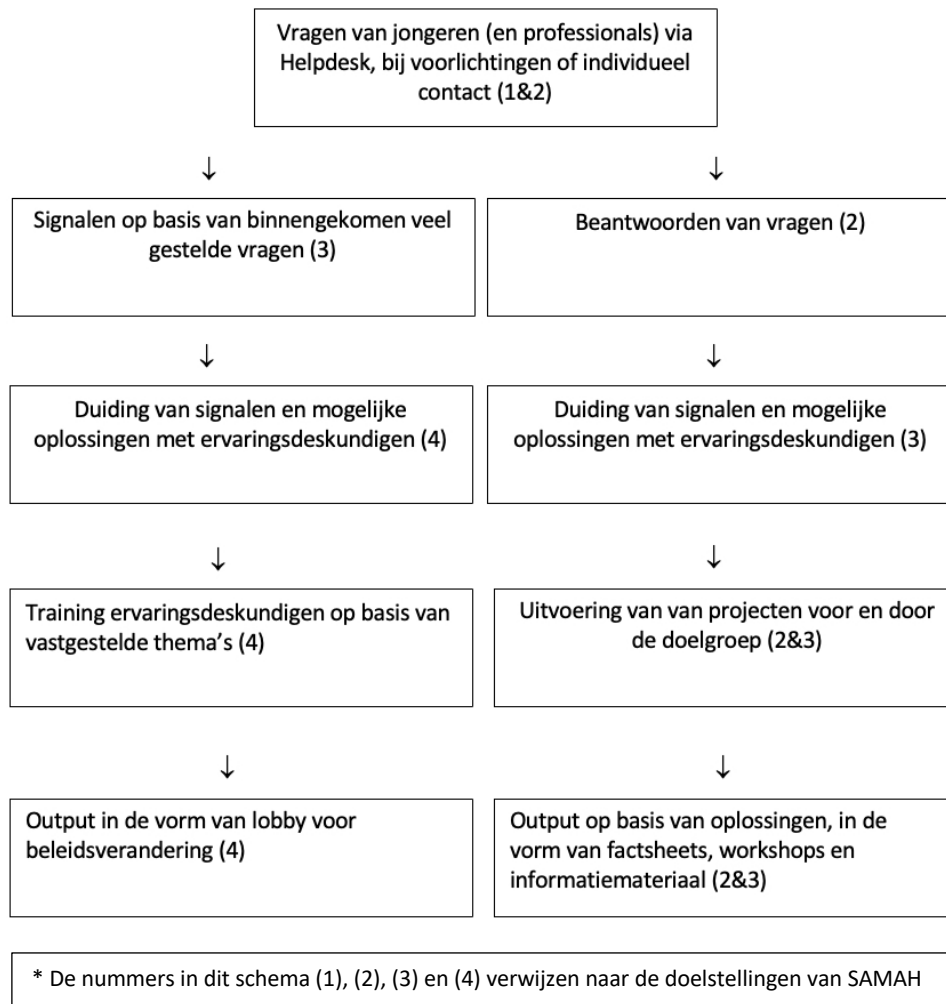 Vragen van jongeren (en professionals) via
Helpdesk, bij voorlichtingen of individueel
contact (1&2)
↓
↓
Signalen op basis van binnengekomen veel
gestelde vragen (3)
Beantwoorden van vragen (2)
↓
↓
Duiding van signalen en mogelijke
oplossingen met ervaringsdeskundigen (4)
Duiding van signalen en mogelijke
oplossingen met ervaringsdeskundigen (3)
↓
↓
Training ervaringsdeskundigen op basis van
vastgestelde thema's (4)
Uitvoering van van projecten voor en door
de doelgroep (2&3)
↓
↓
Output in de vorm van lobby voor
beleidsverandering (4)
Output op basis van oplossingen, in de
vorm van factsheets, workshops en
informatiemateriaal (2&3)
* De nummers in dit schema (1), (2), (3) en (4) verwijzen naar de doelstellingen van SAMAH